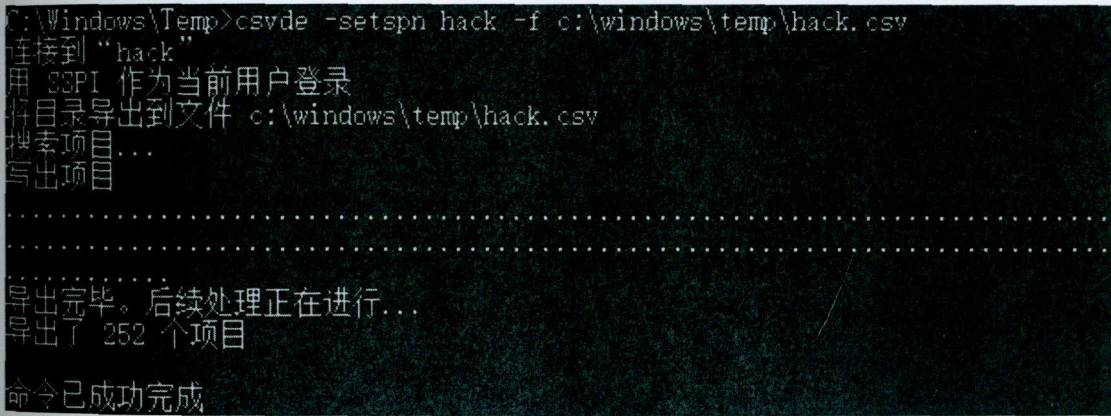 C:\Windows\Temp>csvde -setspn hack -f c:\windows\temp\hack.csv
连接到“hack”
用 SSPI 作为当前用户登录
将目录导出到文件 c:\windows\temp\hack.csv
搜索项目...
写出项目
................................................................................
................................................................................
............
导出完毕。后续处理正在进行...
导出了 252 个项目
命令已成功完成